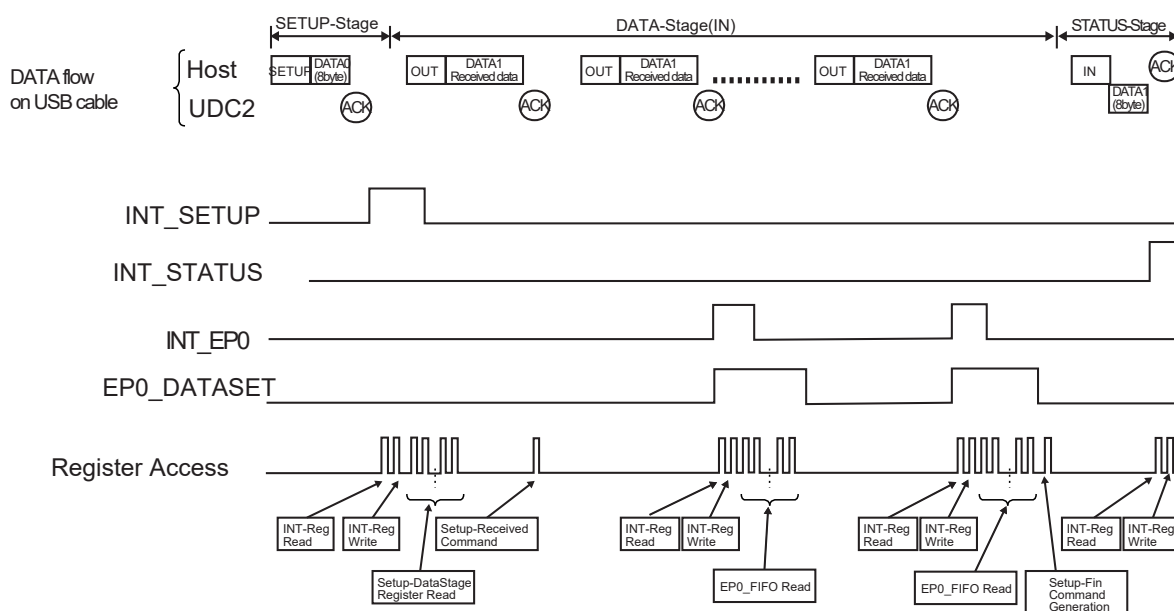 SETUP-Stage
DATA-Stage(IN)
STATUS-Stage
DATA flow
on USB cable
Host
UDC2
SETUP
DATA0
(8byte)
ACK
OUT
DATA1
Received data
ACK
OUT
DATA1
Received data
ACK
OUT
DATA1
Received data
ACK
IN
DATA1
(8byte)
ACK
INT_SETUP
INT_STATUS
INT_EP0
EP0_DATASET
Register Access
INT-Reg
Read
INT-Reg
Write
Setup-DataStage
Register Read
Setup-Received
Command
INT-Reg
Read
INT-Reg
Write
EP0_FIFO Read
INT-Reg
Read
INT-Reg
Write
EP0_FIFO Read
Setup-Fin
Command
Generation
INT-Reg
Read
INT-Reg
Write